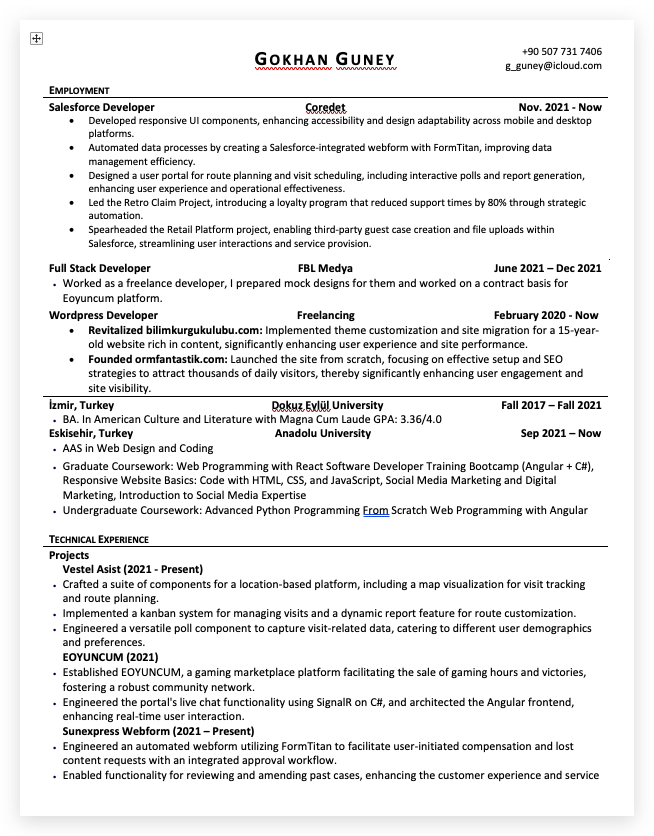 GOKHAN GUNEY
+90 507 731 7406
g_guney@icloud.com
EMPLOYMENT
Salesforce Developer Coredet Nov. 2021 - Now
• Developed responsive UI components, enhancing accessibility and design adaptability across mobile and desktop
platforms.
• Automated data processes by creating a Salesforce-integrated webform with FormTitan, improving data
management efficiency.
• Designed a user portal for route planning and visit scheduling, including interactive polls and report generation,
enhancing user experience and operational effectiveness.
• Led the Retro Claim Project, introducing a loyalty program that reduced support times by 80% through strategic
automation.
• Spearheaded the Retail Platform project, enabling third-party guest case creation and file uploads within
Salesforce, streamlining user interactions and service provision.
Full Stack Developer FBL Medya June 2021 – Dec 2021
• Worked as a freelance developer, I prepared mock designs for them and worked on a contract basis for
Eoyuncum platform.
Wordpress Developer Freelancing February 2020 - Now
• Revitalized bilimkurgukulubu.com: Implemented theme customization and site migration for a 15-year-
old website rich in content, significantly enhancing user experience and site performance.
• Founded ormfantastik.com: Launched the site from scratch, focusing on effective setup and SEO
strategies to attract thousands of daily visitors, thereby significantly enhancing user engagement and
site visibility.
İzmir, Turkey Dokuz Eylül University Fall 2017 – Fall 2021
• BA. In American Culture and Literature with Magna Cum Laude GPA: 3.36/4.0
Eskisehir, Turkey Anadolu University Sep 2021 – Now
• AAS in Web Design and Coding
• Graduate Coursework: Web Programming with React Software Developer Training Bootcamp (Angular + C#),
Responsive Website Basics: Code with HTML, CSS, and JavaScript, Social Media Marketing and Digital
Marketing, Introduction to Social Media Expertise
• Undergraduate Coursework: Advanced Python Programming From Scratch Web Programming with Angular
TECHNICAL EXPERIENCE
Projects
Vestel Asist (2021 - Present)
• Crafted a suite of components for a location-based platform, including a map visualization for visit tracking
and route planning.
• Implemented a kanban system for managing visits and a dynamic report feature for route customization.
• Engineered a versatile poll component to capture visit-related data, catering to different user demographics
and preferences.
EOYUNCUM (2021)
• Established EOYUNCUM, a gaming marketplace platform facilitating the sale of gaming hours and victories,
fostering a robust community network.
• Engineered the portal's live chat functionality using SignalR on C#, and architected the Angular frontend,
enhancing real-time user interaction.
Sunexpress Webform (2021 – Present)
• Engineered an automated webform utilizing FormTitan to facilitate user-initiated compensation and lost
content requests with an integrated approval workflow.
• Enabled functionality for reviewing and amending past cases, enhancing the customer experience and service